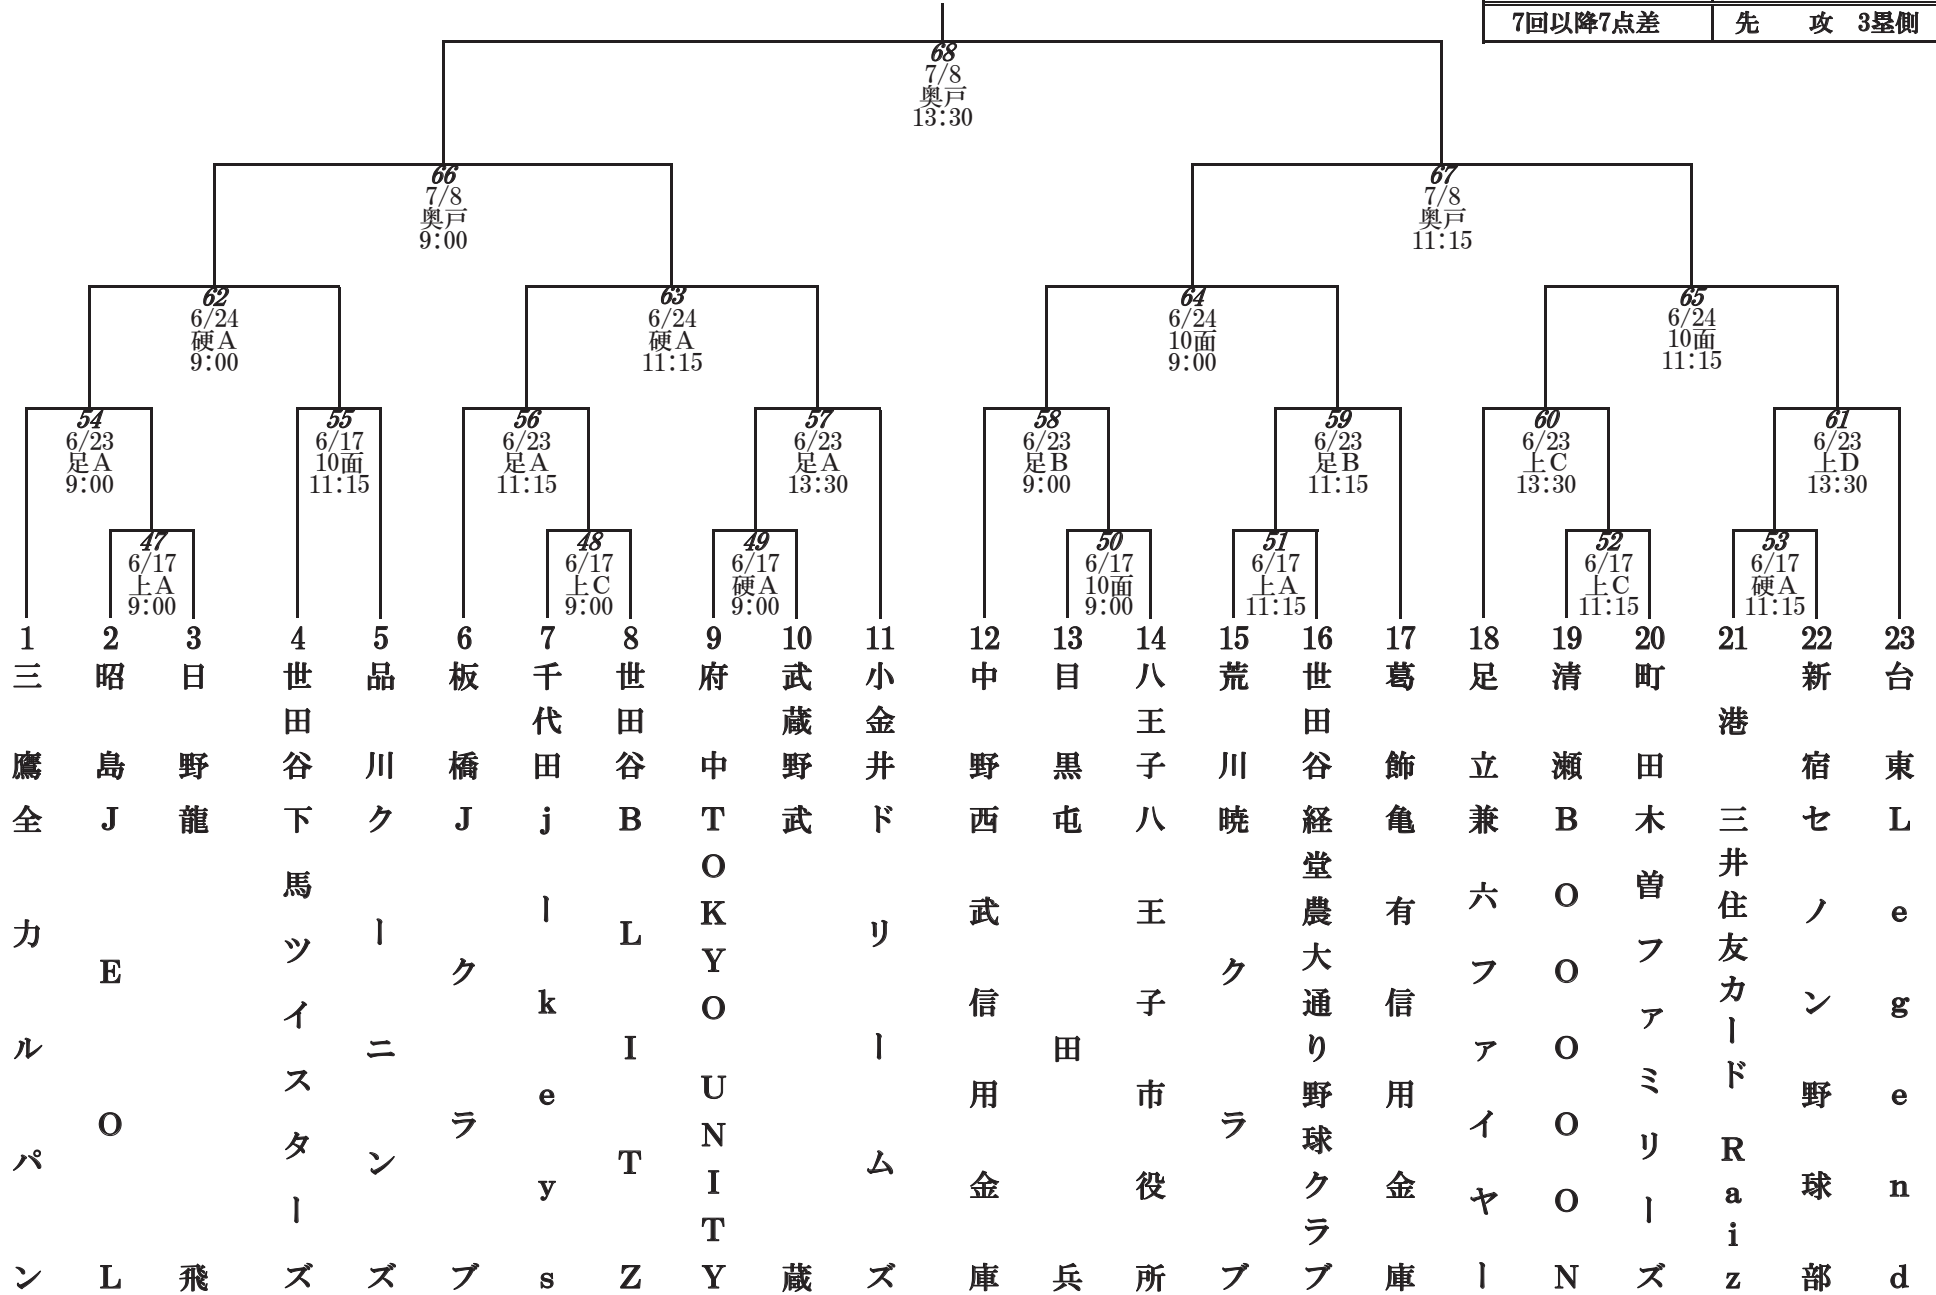 7回以降7点差　先　攻　3塁側
68
7/8
奥戸
13:30
66
7/8
奥戸
9:00
67
7/8
奥戸
11:15
62
6/24
硬A
9:00
63
6/24
硬A
11:15
64
6/24
10面
9:00
65
6/24
10面
11:15
54
6/23
足A
9:00
55
6/17
10面
11:15
56
6/23
足A
11:15
57
6/23
足A
13:30
58
6/23
足B
9:00
59
6/23
足B
11:15
60
6/23
上C
13:30
61
6/23
上D
13:30
47
6/17
上A
9:00
48
6/17
上C
9:00
49
6/17
硬A
9:00
50
6/17
10面
9:00
51
6/17
上A
11:15
52
6/17
上C
11:15
53
6/17
硬A
11:15
1 三鷹 全力ルパン
2 昭島 JEOL
3 日野 龍飛
4 世田谷 下馬ツイスターズ
5 品川 クーニンズ
6 板橋 Jクラブ
7 千代田 jーkeys
8 世田谷 BLITZ
9 府中 TOKYO UNITY
10 武蔵野 武蔵
11 小金井 ドリームズ
12 中野 西武信用金庫
13 目黒 屯田兵
14 八王子 八王子市役所
15 荒川 暁クラブ
16 世田谷 経堂農大通り野球クラブ
17 葛飾 亀有信用金庫
18 足立 兼六ファイヤー
19 清瀬 BOOOOON
20 町田 木曽ファミリーズ
21 港 三井住友カード Raiz
22 新宿 セノン野球部
23 台東 Legend